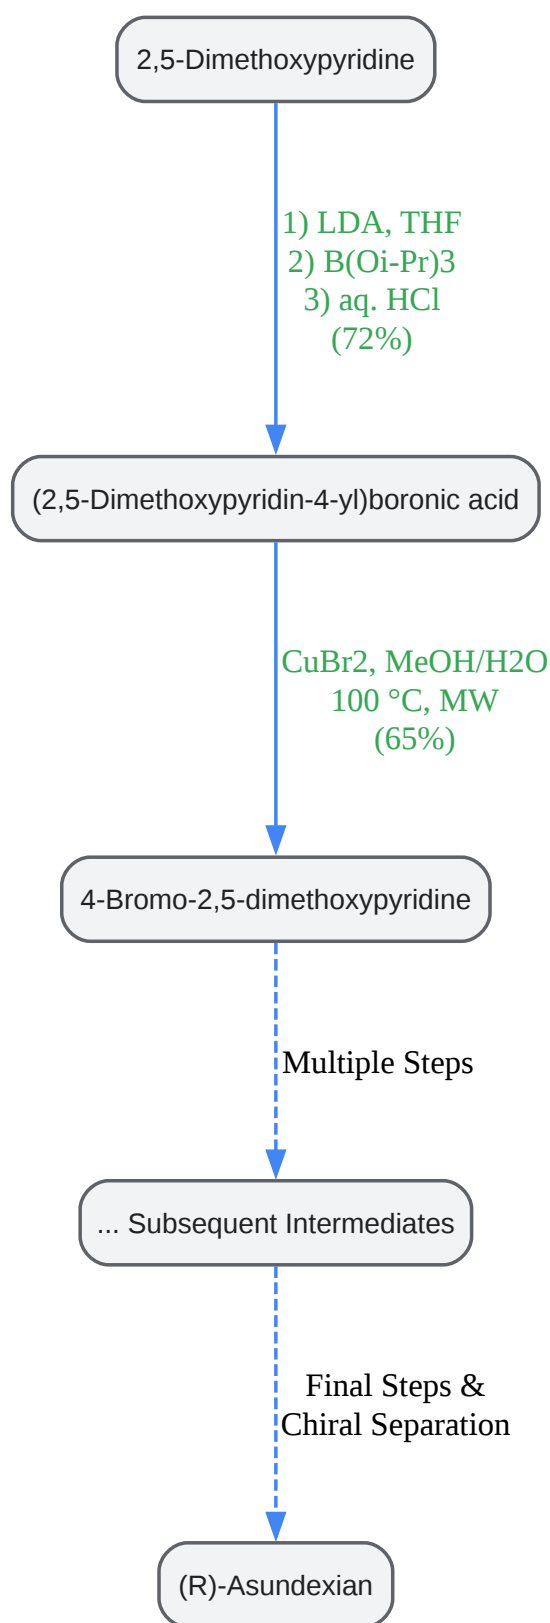 2,5-Dimethoxypyridine
1) LDA, THF
2) B(Oi-Pr)3
3) aq. HCl
(72%)
(2,5-Dimethoxypyridin-4-yl)boronic acid
CuBr2, MeOH/H2O
100 °C, MW
(65%)
4-Bromo-2,5-dimethoxypyridine
Multiple Steps
... Subsequent Intermediates
Final Steps &
Chiral Separation
(R)-Asundexian